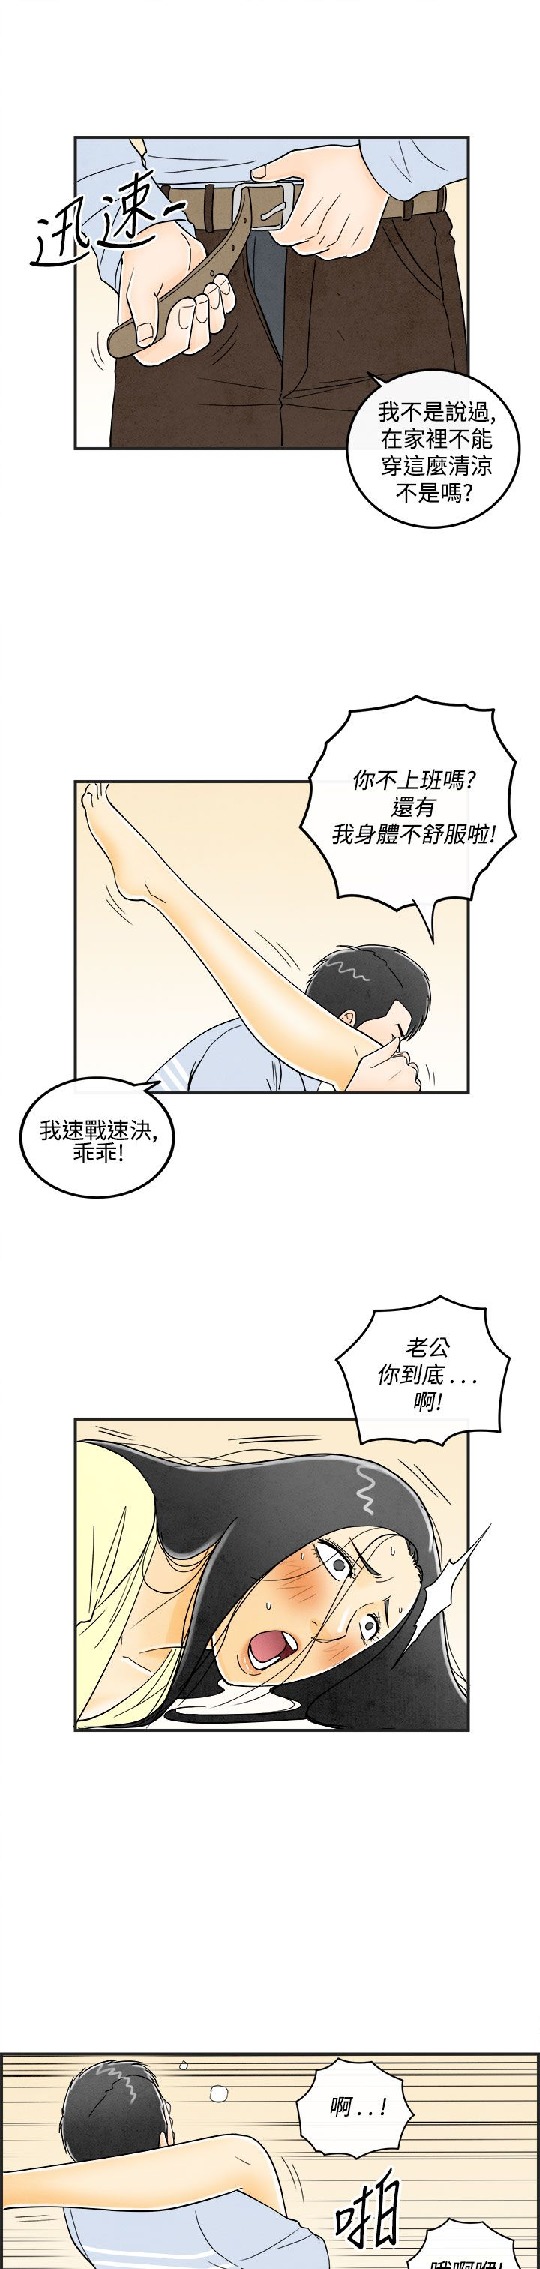 迅速~
我不是說過,
在家裡不能
穿這麼清涼
不是嗎?
你不上班嗎?
還有
我身體不舒服啦!
我速戰速決,
乖乖!
老公
你到底...
啊!
啊..!
啪